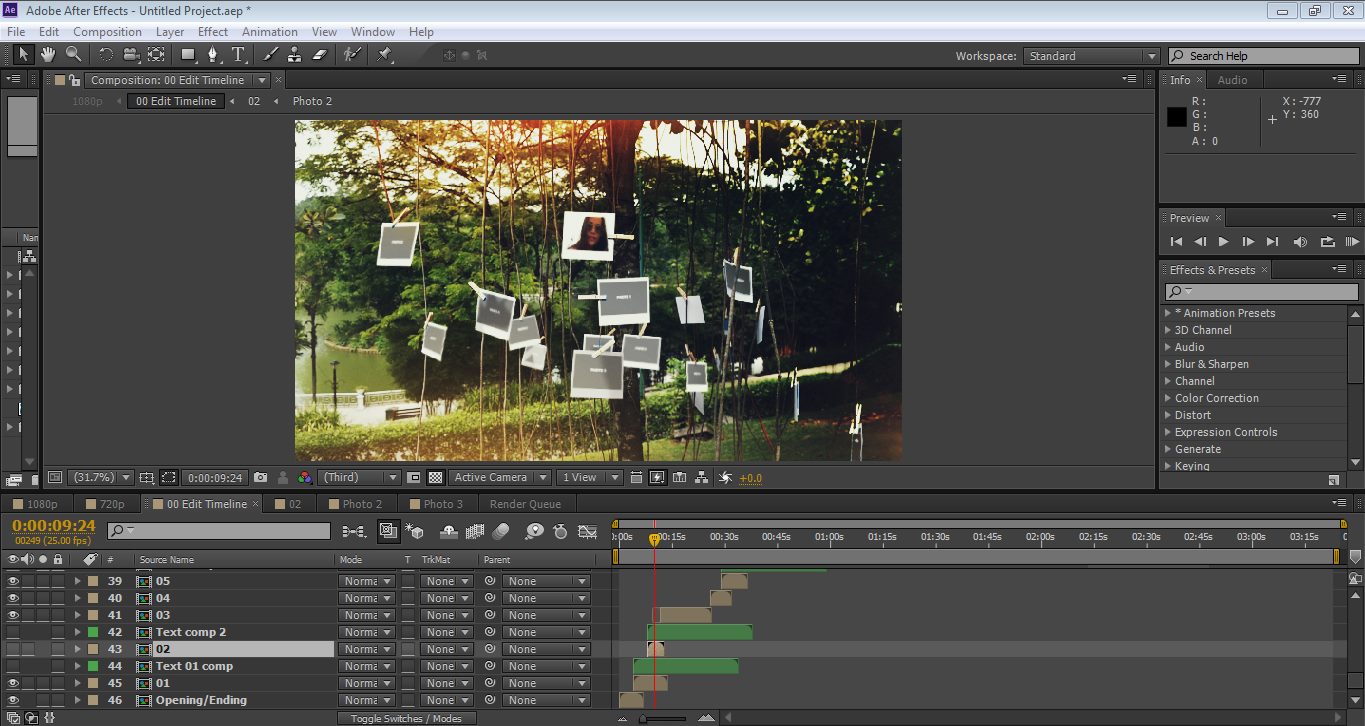 Adobe After Effects - Untitled Project.aep *
File Edit Composition Layer Effect Animation View Window Help
Workspace: Standard Search Help
Composition: 00 Edit Timeline
1080p 00 Edit Timeline 02 Photo 2
Info Audio
R : X : -777
G : Y : 360
B :
A : 0
Preview
Effects & Presets
* Animation Presets
3D Channel
Audio
Blur & Sharpen
Channel
Color Correction
Distort
Expression Controls
Generate
Keying
Nan
(31.7%) 0:00:09:24 (Third) Active Camera 1 View +0.0
1080p 720p 00 Edit Timeline 02 Photo 2 Photo 3 Render Queue
0:00:09:24
00249 (25.00 fps)
# Source Name Mode T TrkMat Parent
:00s 00:15s 00:30s 00:45s 01:00s 01:15s 01:30s 01:45s 02:00s 02:15s 02:30s 02:45s 03:00s 03:15s
39 05 Norma None None
40 04 Norma None None
41 03 Norma None None
42 Text comp 2 Norma None None
43 02 Norma None None
44 Text 01 comp Norma None None
45 01 Norma None None
46 Opening/Ending Norma None None
Toggle Switches / Modes